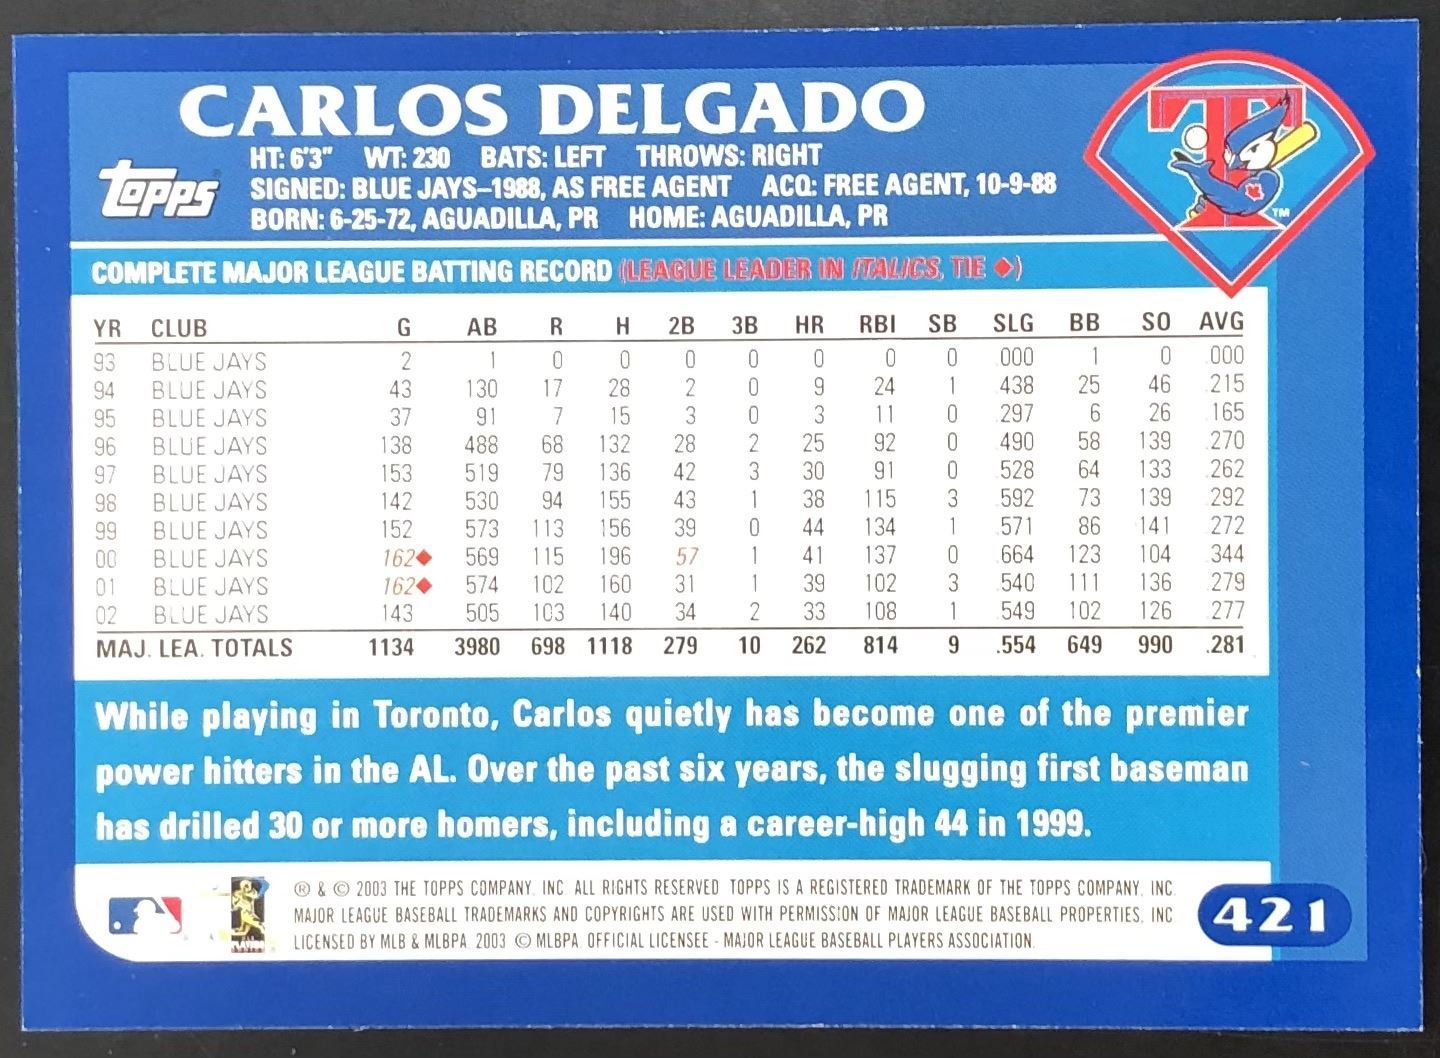 CARLOS DELGADO
HT: 6'3" WT: 230 BATS: LEFT THROWS: RIGHT
topps
SIGNED: BLUE JAYS–1988, AS FREE AGENT ACQ: FREE AGENT, 10-9-88
BORN: 6-25-72, AGUADILLA, PR HOME: AGUADILLA, PR
T
TM
COMPLETE MAJOR LEAGUE BATTING RECORD (LEAGUE LEADER IN ITALICS, TIE ◆)
YR CLUB G AB R H 2B 3B HR RBI SB SLG BB SO AVG
93 BLUE JAYS 2 1 0 0 0 0 0 0 0 .000 1 0 .000
94 BLUE JAYS 43 130 17 28 2 0 9 24 1 .438 25 46 .215
95 BLUE JAYS 37 91 7 15 3 0 3 11 0 .297 6 26 .165
96 BLUE JAYS 138 488 68 132 28 2 25 92 0 .490 58 139 .270
97 BLUE JAYS 153 519 79 136 42 3 30 91 0 .528 64 133 .262
98 BLUE JAYS 142 530 94 155 43 1 38 115 3 .592 73 139 .292
99 BLUE JAYS 152 573 113 156 39 0 44 134 1 .571 86 141 .272
00 BLUE JAYS 162◆ 569 115 196 57 1 41 137 0 .664 123 104 .344
01 BLUE JAYS 162◆ 574 102 160 31 1 39 102 3 .540 111 136 .279
02 BLUE JAYS 143 505 103 140 34 2 33 108 1 .549 102 126 .277
MAJ. LEA. TOTALS 1134 3980 698 1118 279 10 262 814 9 .554 649 990 .281
While playing in Toronto, Carlos quietly has become one of the premier
power hitters in the AL. Over the past six years, the slugging first baseman
has drilled 30 or more homers, including a career-high 44 in 1999.
® & © 2003 THE TOPPS COMPANY, INC. ALL RIGHTS RESERVED. TOPPS IS A REGISTERED TRADEMARK OF THE TOPPS COMPANY, INC.
MAJOR LEAGUE BASEBALL TRADEMARKS AND COPYRIGHTS ARE USED WITH PERMISSION OF MAJOR LEAGUE BASEBALL PROPERTIES, INC.
LICENSED BY MLB & MLBPA 2003 © MLBPA OFFICIAL LICENSEE - MAJOR LEAGUE BASEBALL PLAYERS ASSOCIATION.
421